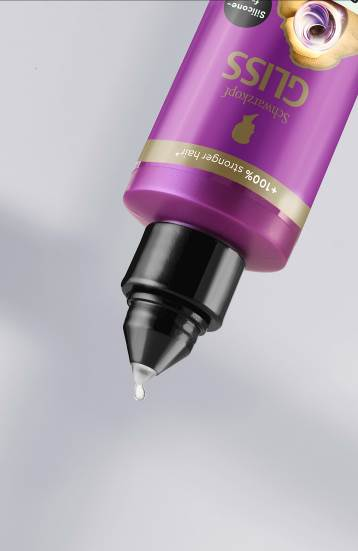 +100% stronger hair*
Schwarzkopf
GLISS
Silicone